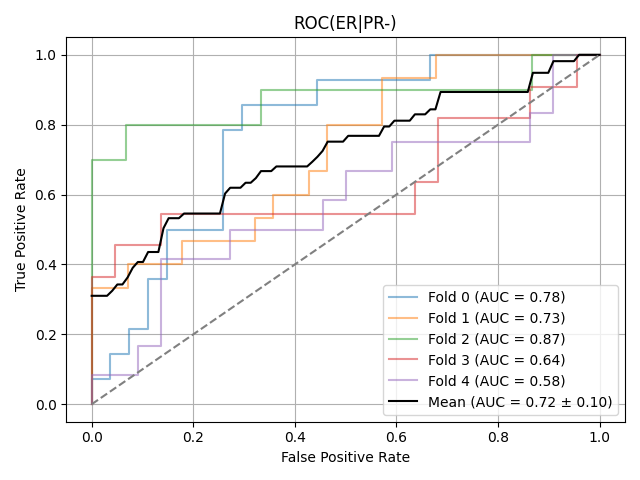 ROC(ER|PR-)
True Positive Rate
1.0
0.8
0.6
0.4
0.2
0.0
Fold 0 (AUC = 0.78)
Fold 1 (AUC = 0.73)
Fold 2 (AUC = 0.87)
Fold 3 (AUC = 0.64)
Fold 4 (AUC = 0.58)
Mean (AUC = 0.72 ± 0.10)
0.0 0.2 0.4 0.6 0.8 1.0
False Positive Rate